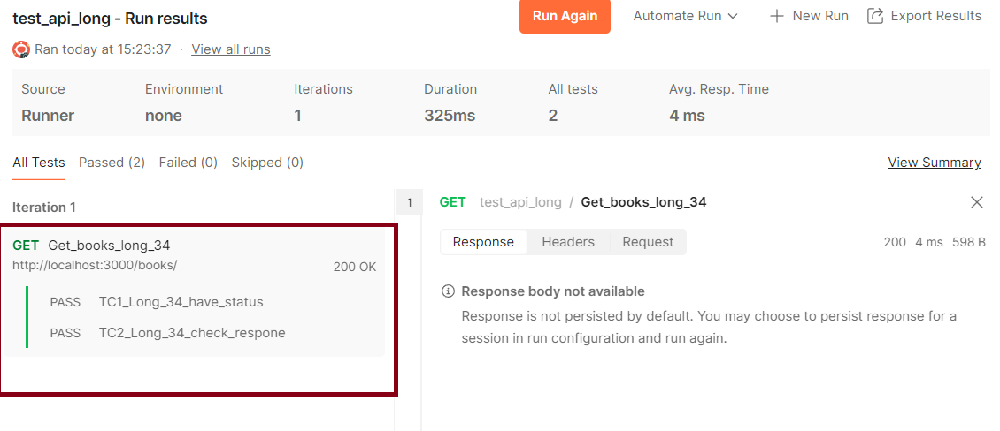 test_api_long - Run results
Run Again
Automate Run
New Run
Export Results
Ran today at 15:23:37 · View all runs
Source Environment Iterations Duration All tests Avg. Resp. Time
Runner none 1 325ms 2 4 ms
All Tests Passed (2) Failed (0) Skipped (0) View Summary
Iteration 1
GET Get_books_long_34
http://localhost:3000/books/ 200 OK
PASS TC1_Long_34_have_status
PASS TC2_Long_34_check_respone
1
GET test_api_long / Get_books_long_34
Response Headers Request 200 4 ms 598 B
Response body not available
Response is not persisted by default. You may choose to persist response for a
session in run configuration and run again.